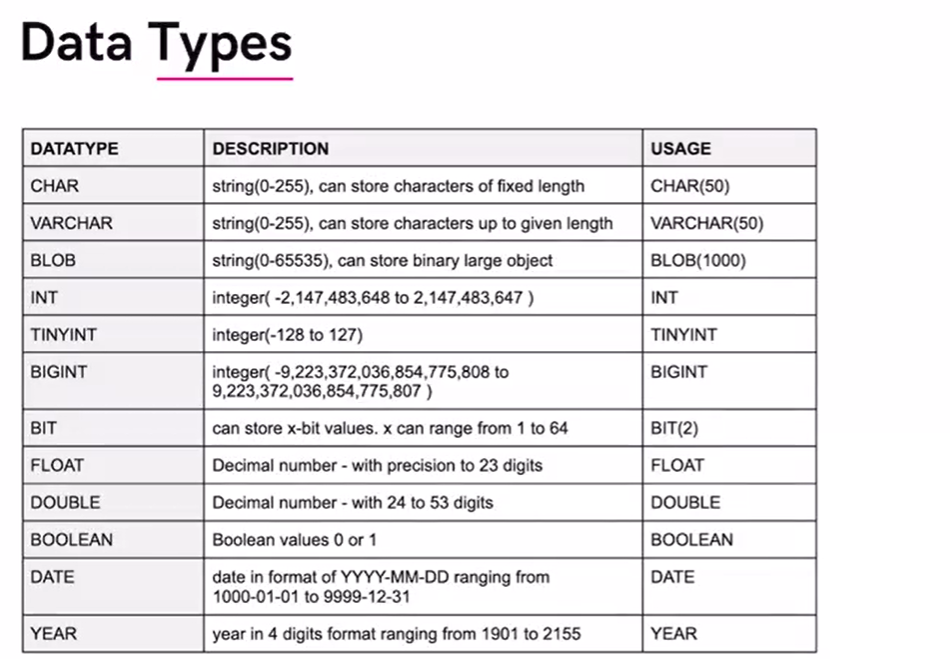 Data Types
DATATYPE DESCRIPTION USAGE
CHAR string(0-255), can store characters of fixed length CHAR(50)
VARCHAR string(0-255), can store characters up to given length VARCHAR(50)
BLOB string(0-65535), can store binary large object BLOB(1000)
INT integer( -2,147,483,648 to 2,147,483,647 ) INT
TINYINT integer(-128 to 127) TINYINT
BIGINT integer( -9,223,372,036,854,775,808 to BIGINT
9,223,372,036,854,775,807 )
BIT can store x-bit values. x can range from 1 to 64 BIT(2)
FLOAT Decimal number - with precision to 23 digits FLOAT
DOUBLE Decimal number - with 24 to 53 digits DOUBLE
BOOLEAN Boolean values 0 or 1 BOOLEAN
DATE date in format of YYYY-MM-DD ranging from DATE
1000-01-01 to 9999-12-31
YEAR year in 4 digits format ranging from 1901 to 2155 YEAR